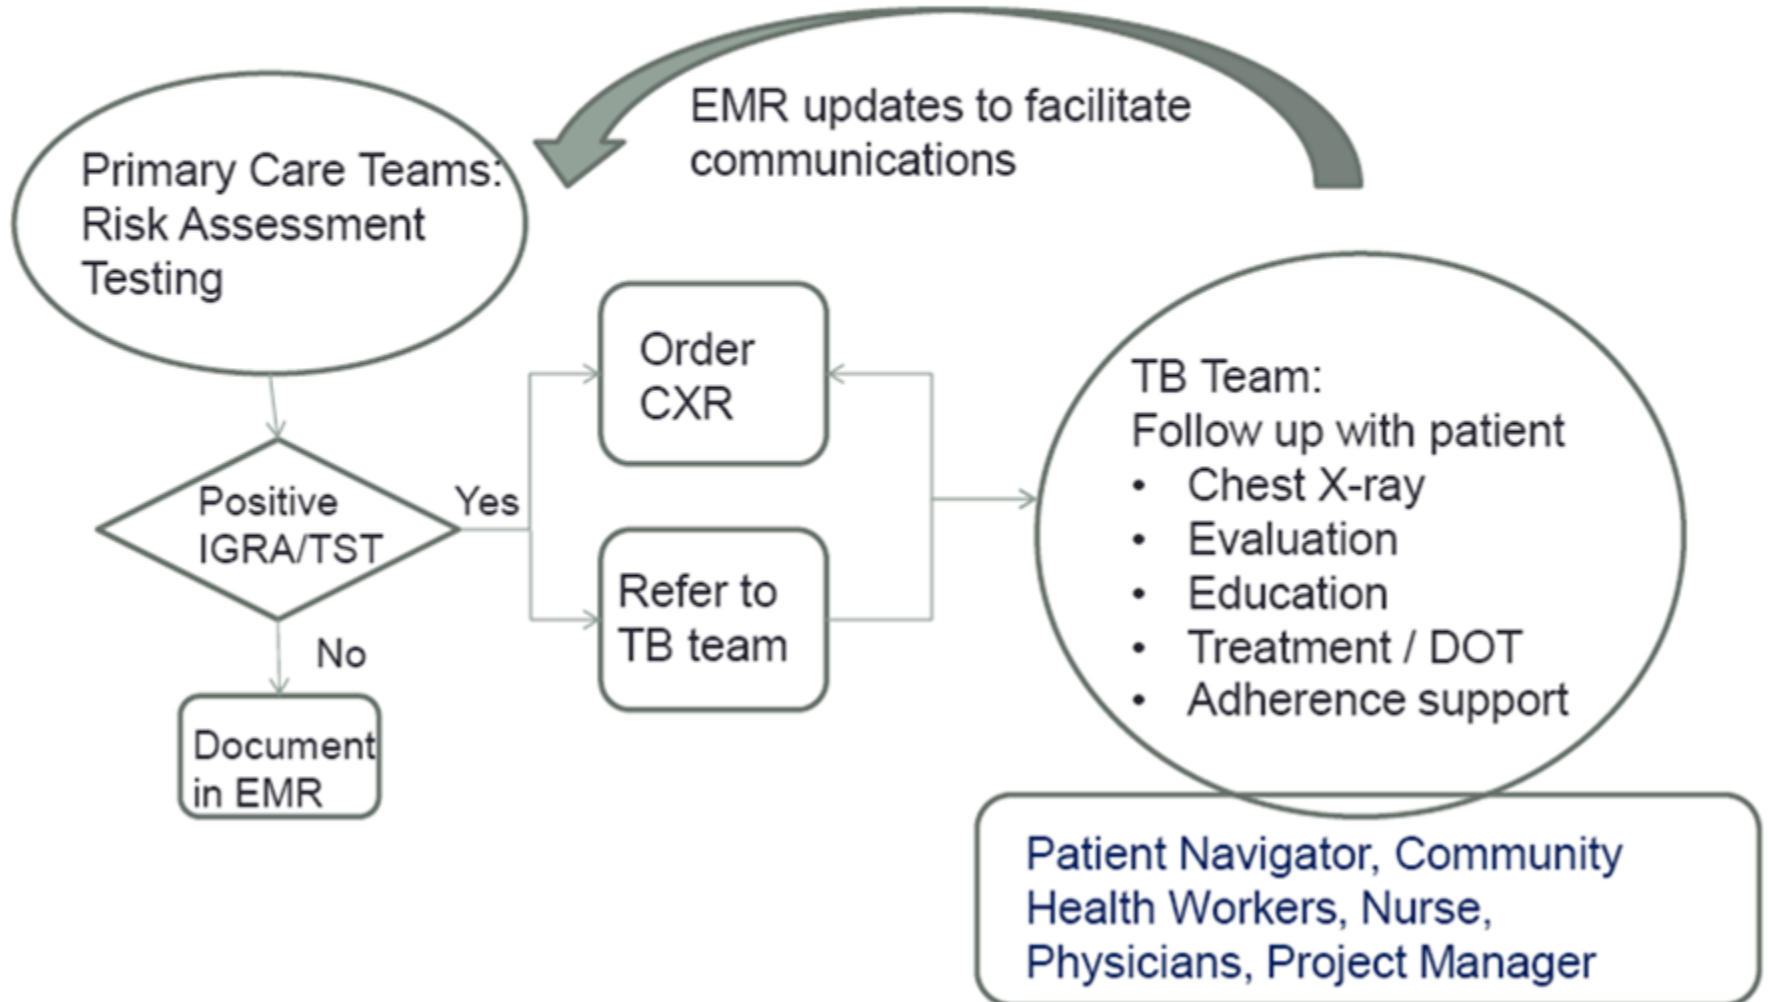 EMR updates to facilitate
communications
Primary Care Teams:
Risk Assessment
Testing
Order
CXR
Positive
IGRA/TST
Yes
Refer to
TB team
No
Document
in EMR
TB Team:
Follow up with patient
• Chest X-ray
• Evaluation
• Education
• Treatment / DOT
• Adherence support
Patient Navigator, Community
Health Workers, Nurse,
Physicians, Project Manager